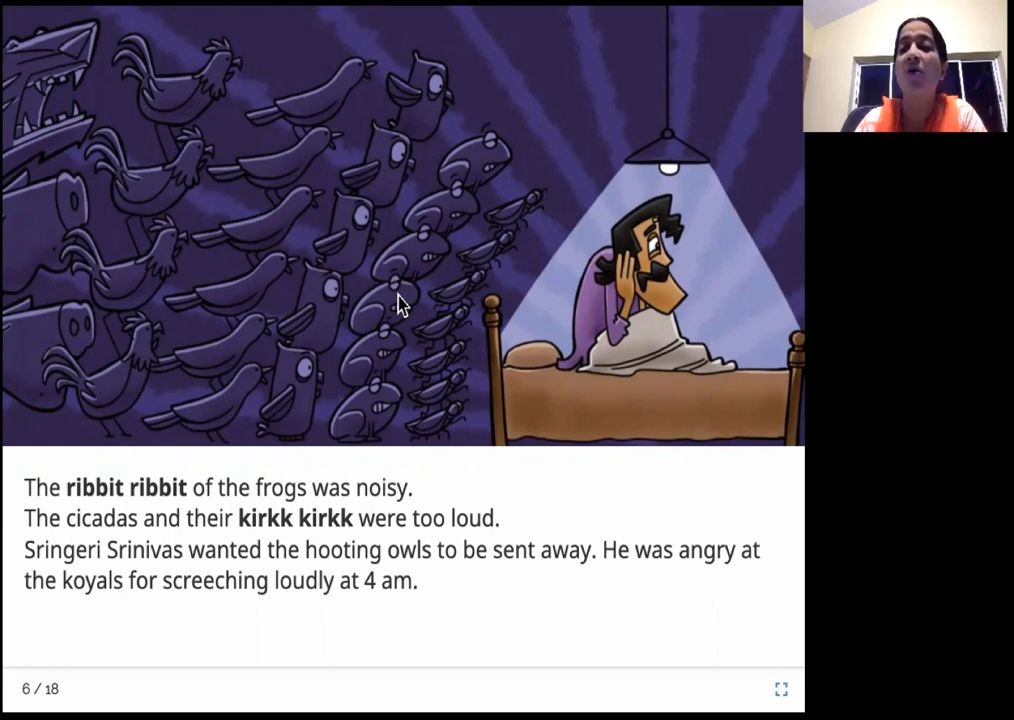 The ribbit ribbit of the frogs was noisy.
The cicadas and their kirkk kirkk were too loud.
Sringeri Srinivas wanted the hooting owls to be sent away. He was angry at
the koyals for screeching loudly at 4 am.
6 / 18